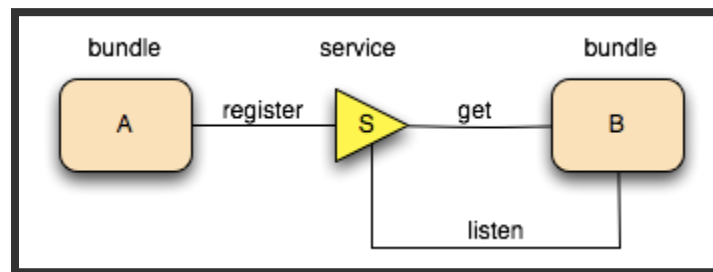 bundle service bundle
A register S get B
listen